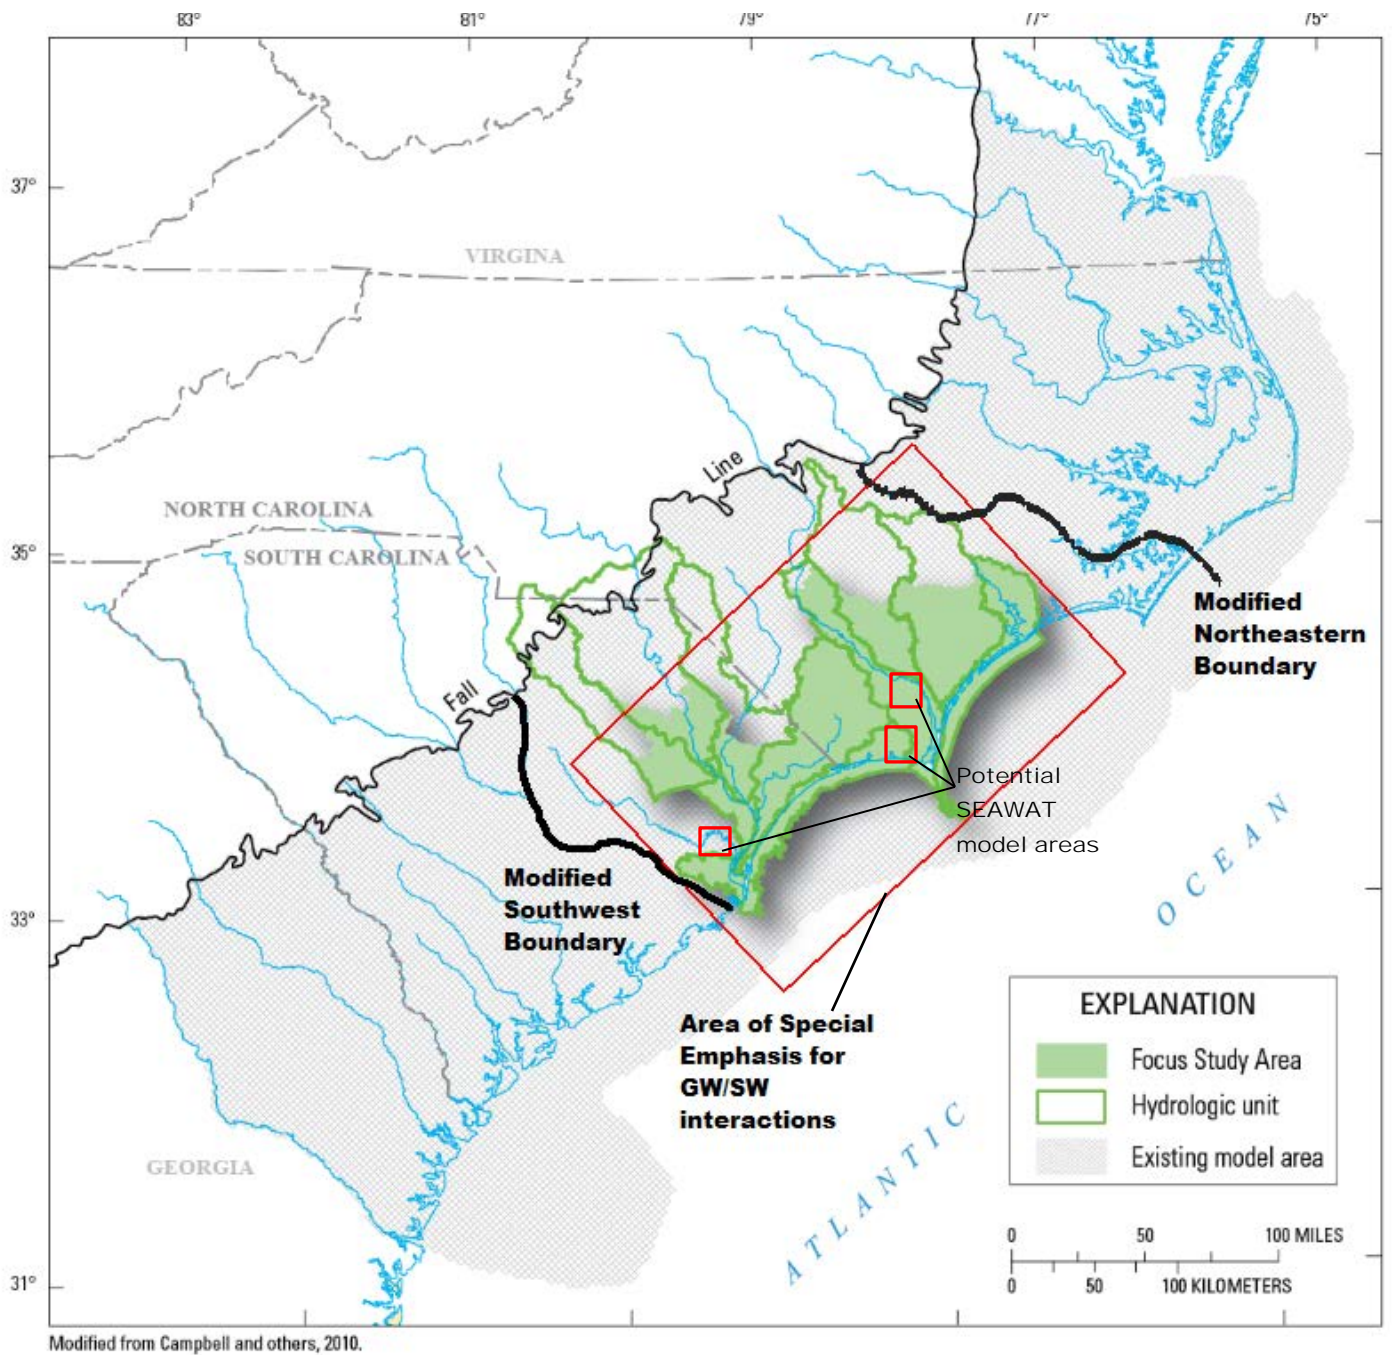 83°
81°
79°
77°
75°
37°
VIRGINA
Line
NORTH CAROLINA
35°
SOUTH CAROLINA
Modified
Northeastern
Boundary
Fall
Potential
SEAWAT
model areas
OCEAN
Modified
Southwest
Boundary
33°
EXPLANATION
Focus Study Area
Hydrologic unit
Existing model area
Area of Special
Emphasis for
GW/SW
interactions
ATLANTIC
GEORGIA
0 50 100 MILES
0 50 100 KILOMETERS
31°
Modified from Campbell and others, 2010.